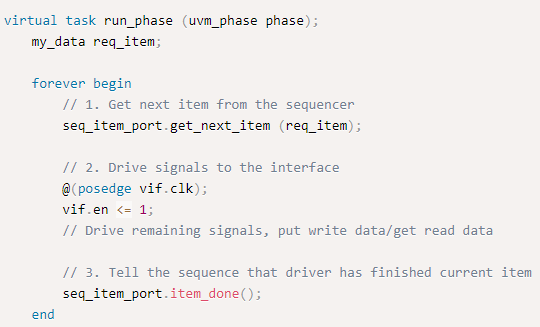 virtual task run_phase (uvm_phase phase);
my_data req_item;
forever begin
// 1. Get next item from the sequencer
seq_item_port.get_next_item (req_item);
// 2. Drive signals to the interface
@(posedge vif.clk);
vif.en <= 1;
// Drive remaining signals, put write data/get read data
// 3. Tell the sequence that driver has finished current item
seq_item_port.item_done();
end